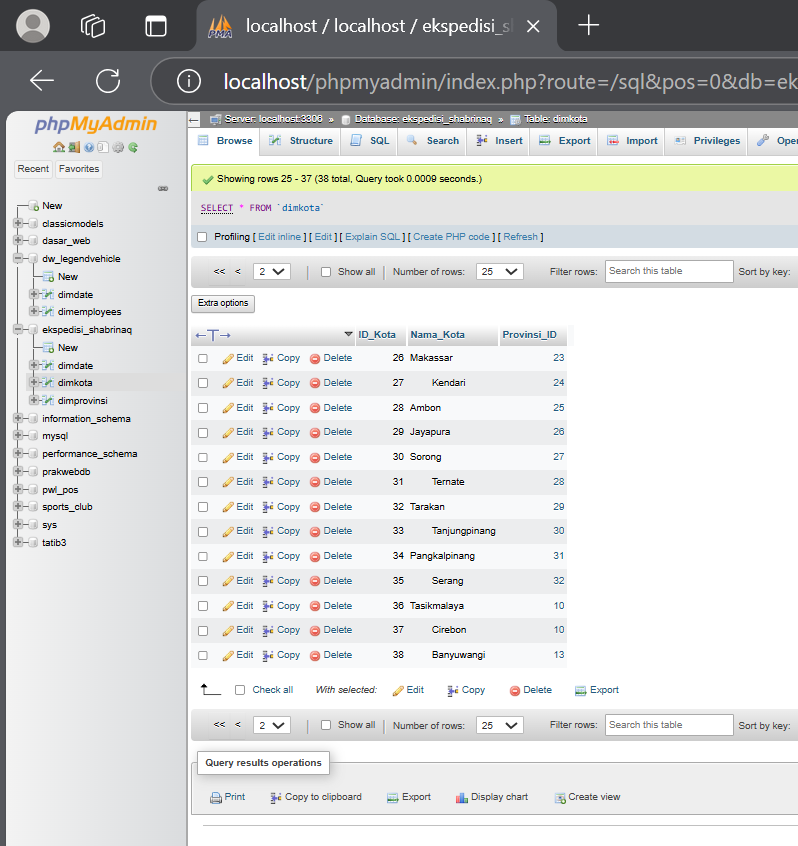 PMA localhost / localhost / ekspedisi_s
localhost/phpmyadmin/index.php?route=/sql&pos=0&db=ek
phpMyAdmin
Recent Favorites
New
classicmodels
dasar_web
dw_legendvehicle
New
dimdate
dimemployees
ekspedisi_shabrinaq
New
dimdate
dimkota
dimprovinsi
information_schema
mysql
performance_schema
prakwebdb
pwl_pos
sports_club
sys
tatib3
Server: localhost:3306 » Database: ekspedisi_shabrinaq » Table: dimkota
Browse Structure SQL Search Insert Export Import Privileges Oper
Showing rows 25 - 37 (38 total, Query took 0.0009 seconds.)
SELECT * FROM `dimkota`
Profiling [ Edit inline ] [ Edit ] [ Explain SQL ] [ Create PHP code ] [ Refresh ]
<< < 2 | Show all | Number of rows: 25 Filter rows: Search this table Sort by key:
Extra options
←T→ ID_Kota Nama_Kota Provinsi_ID
Edit Copy Delete 26 Makassar 23
Edit Copy Delete 27 Kendari 24
Edit Copy Delete 28 Ambon 25
Edit Copy Delete 29 Jayapura 26
Edit Copy Delete 30 Sorong 27
Edit Copy Delete 31 Ternate 28
Edit Copy Delete 32 Tarakan 29
Edit Copy Delete 33 Tanjungpinang 30
Edit Copy Delete 34 Pangkalpinang 31
Edit Copy Delete 35 Serang 32
Edit Copy Delete 36 Tasikmalaya 10
Edit Copy Delete 37 Cirebon 10
Edit Copy Delete 38 Banyuwangi 13
Check all With selected: Edit Copy Delete Export
<< < 2 | Show all | Number of rows: 25 Filter rows: Search this table Sort by key:
Query results operations
Print Copy to clipboard Export Display chart Create view